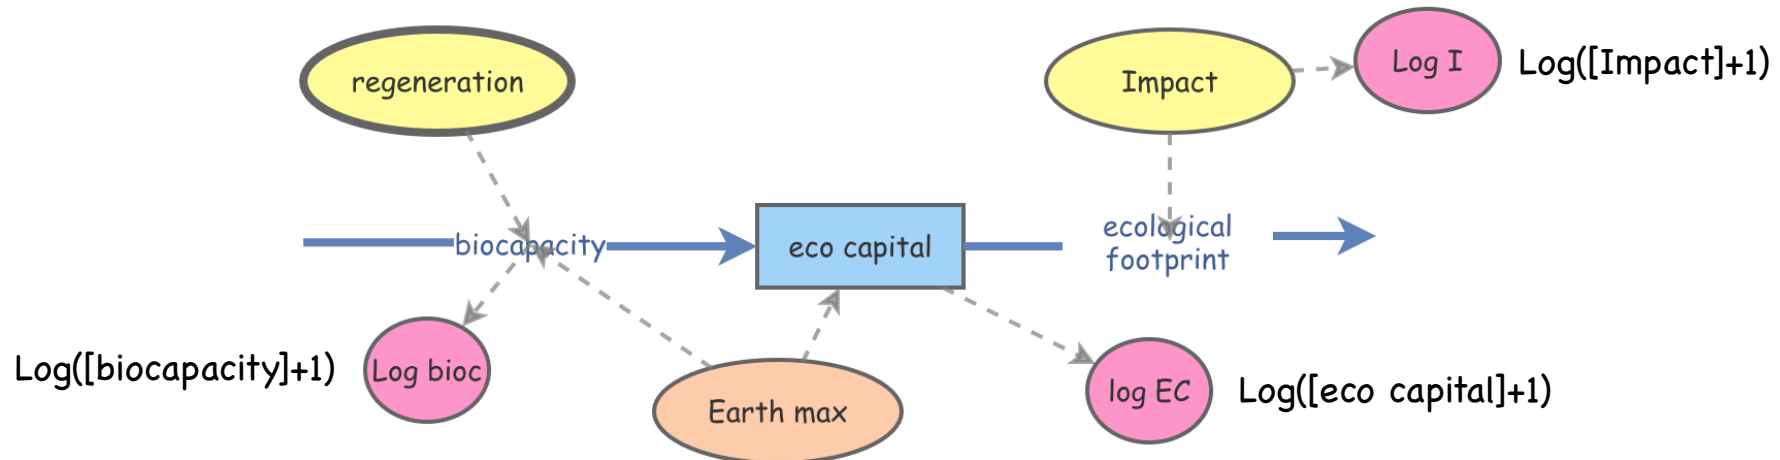 regeneration
Impact
Log I
Log([Impact]+1)
biocapacity
eco capital
ecological
footprint
Log([biocapacity]+1)
Log bioc
Earth max
log EC
Log([eco capital]+1)